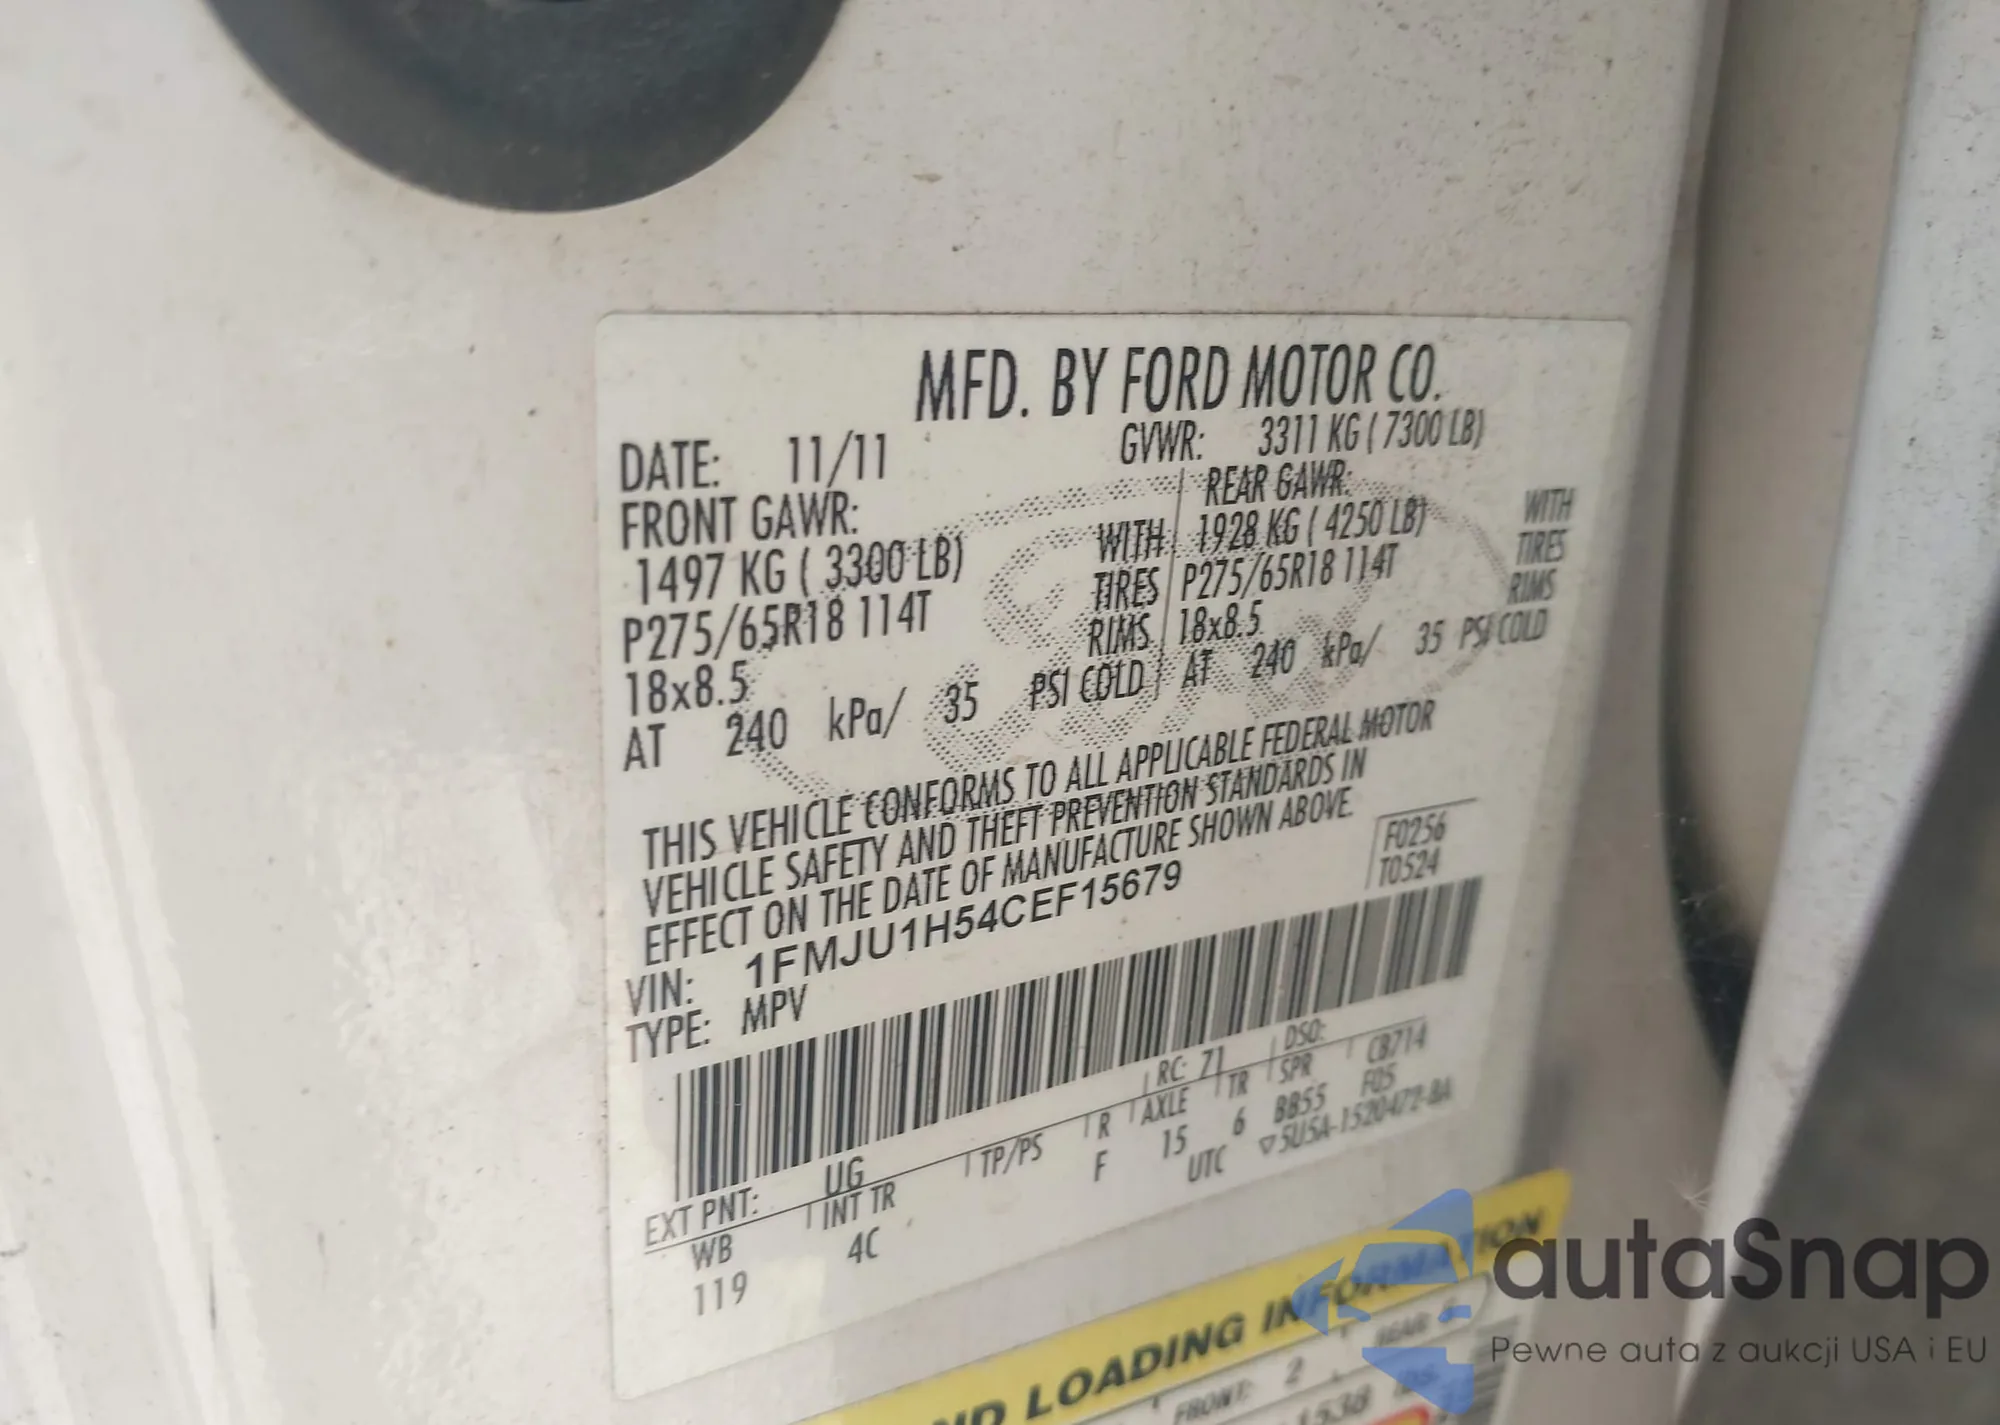 MFD. BY FORD MOTOR CO.
DATE: 11/11 GVWR: 3311 KG ( 7300 LB)
FRONT GAWR: REAR GAWR:
1497 KG ( 3300 LB) WITH 1928 KG ( 4250 LB) WITH
P275/65R18 114T TIRES P275/65R18 114T TIRES
18x8.5 RIMS 18x8.5 RIMS
AT 240 kPa/ 35 PSI COLD AT 240 kPa/ 35 PSI COLD
THIS VEHICLE CONFORMS TO ALL APPLICABLE FEDERAL MOTOR
VEHICLE SAFETY AND THEFT PREVENTION STANDARDS IN
EFFECT ON THE DATE OF MANUFACTURE SHOWN ABOVE.
F0256
T0524
VIN: 1FMJU1H54CEF15679
TYPE: MPV
EXT PNT: UG RC: 71 DSO: CB714
WB INT TR TP/PS R AXLE TR SPR F05
119 4C F 15 6 BB55
UTC ▽5U5A-1520472-BA
ND LOADING INFORMATION
FRONT: 2 REAR 6
1538
autaSnap
Pewne auta z aukcji USA i EU